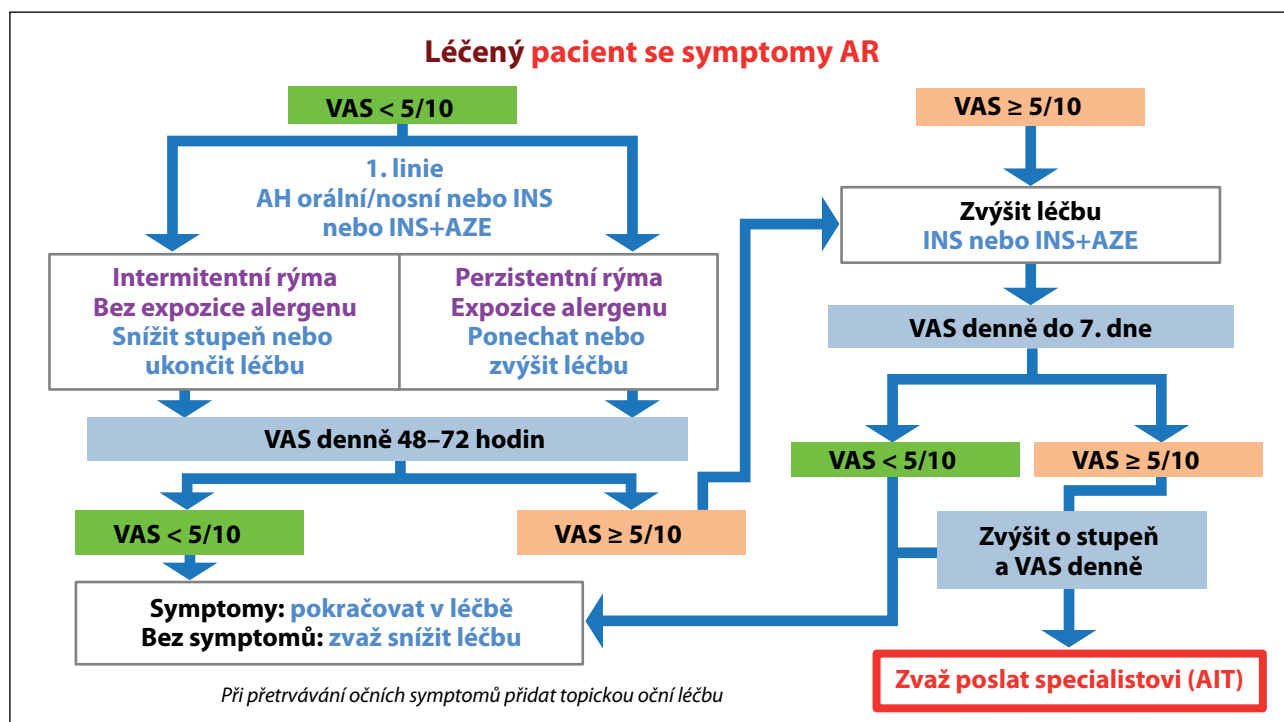 Léčený pacient se symptomy AR
VAS < 5/10
1. linie
AH orální/nosní nebo INS
nebo INS+AZE
Intermitentní rýma
Bez expozice alergenu
Snížit stupeň nebo
ukončit léčbu
Perzistentní rýma
Expozice alergenu
Ponechat nebo
zvýšit léčbu
VAS denně 48–72 hodin
VAS < 5/10
VAS ≥ 5/10
Symptomy: pokračovat v léčbě
Bez symptomů: zvaž snížit léčbu
VAS ≥ 5/10
Zvýšit léčbu
INS nebo INS+AZE
VAS denně do 7. dne
VAS < 5/10
VAS ≥ 5/10
Zvýšit o stupeň
a VAS denně
Zvaž poslat specialistovi (AIT)
Při přetrvávání očních symptomů přidat topickou oční léčbu